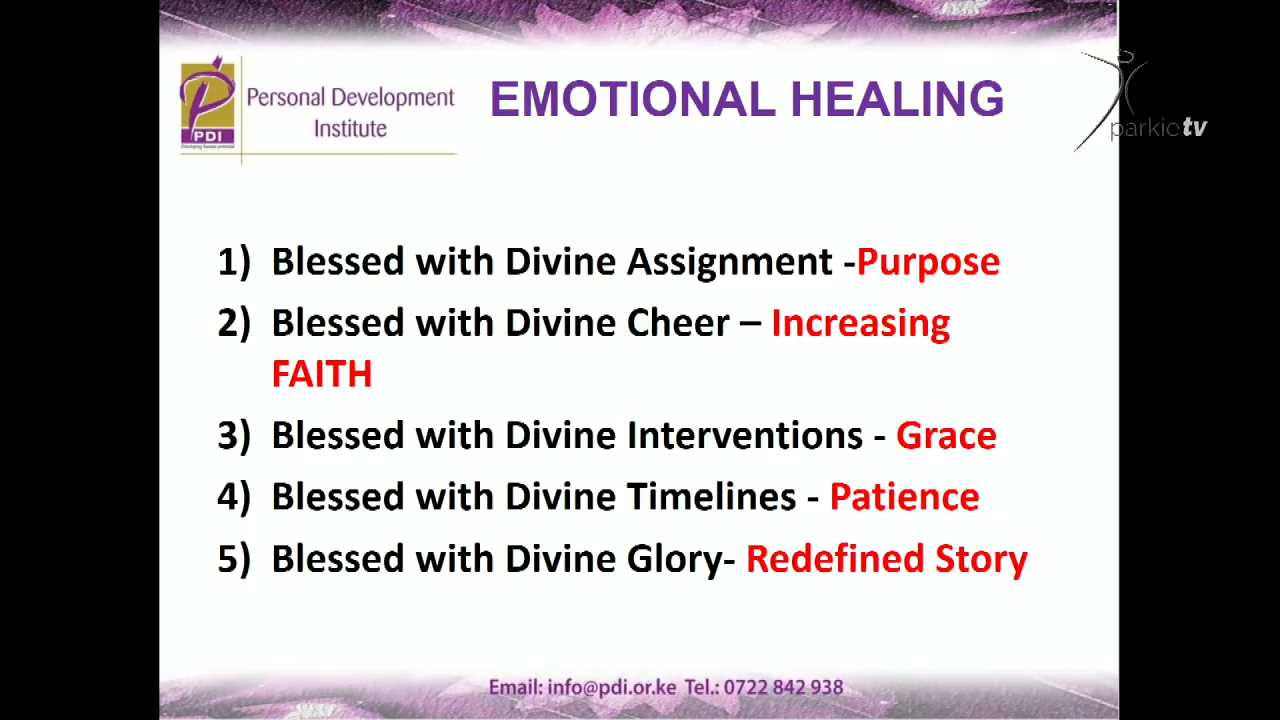 Personal Development
Institute
PDI
EMOTIONAL HEALING
parkie tv
1) Blessed with Divine Assignment -Purpose
2) Blessed with Divine Cheer – Increasing
FAITH
3) Blessed with Divine Interventions - Grace
4) Blessed with Divine Timelines - Patience
5) Blessed with Divine Glory- Redefined Story
Email: info@pdi.or.ke Tel.: 0722 842 938